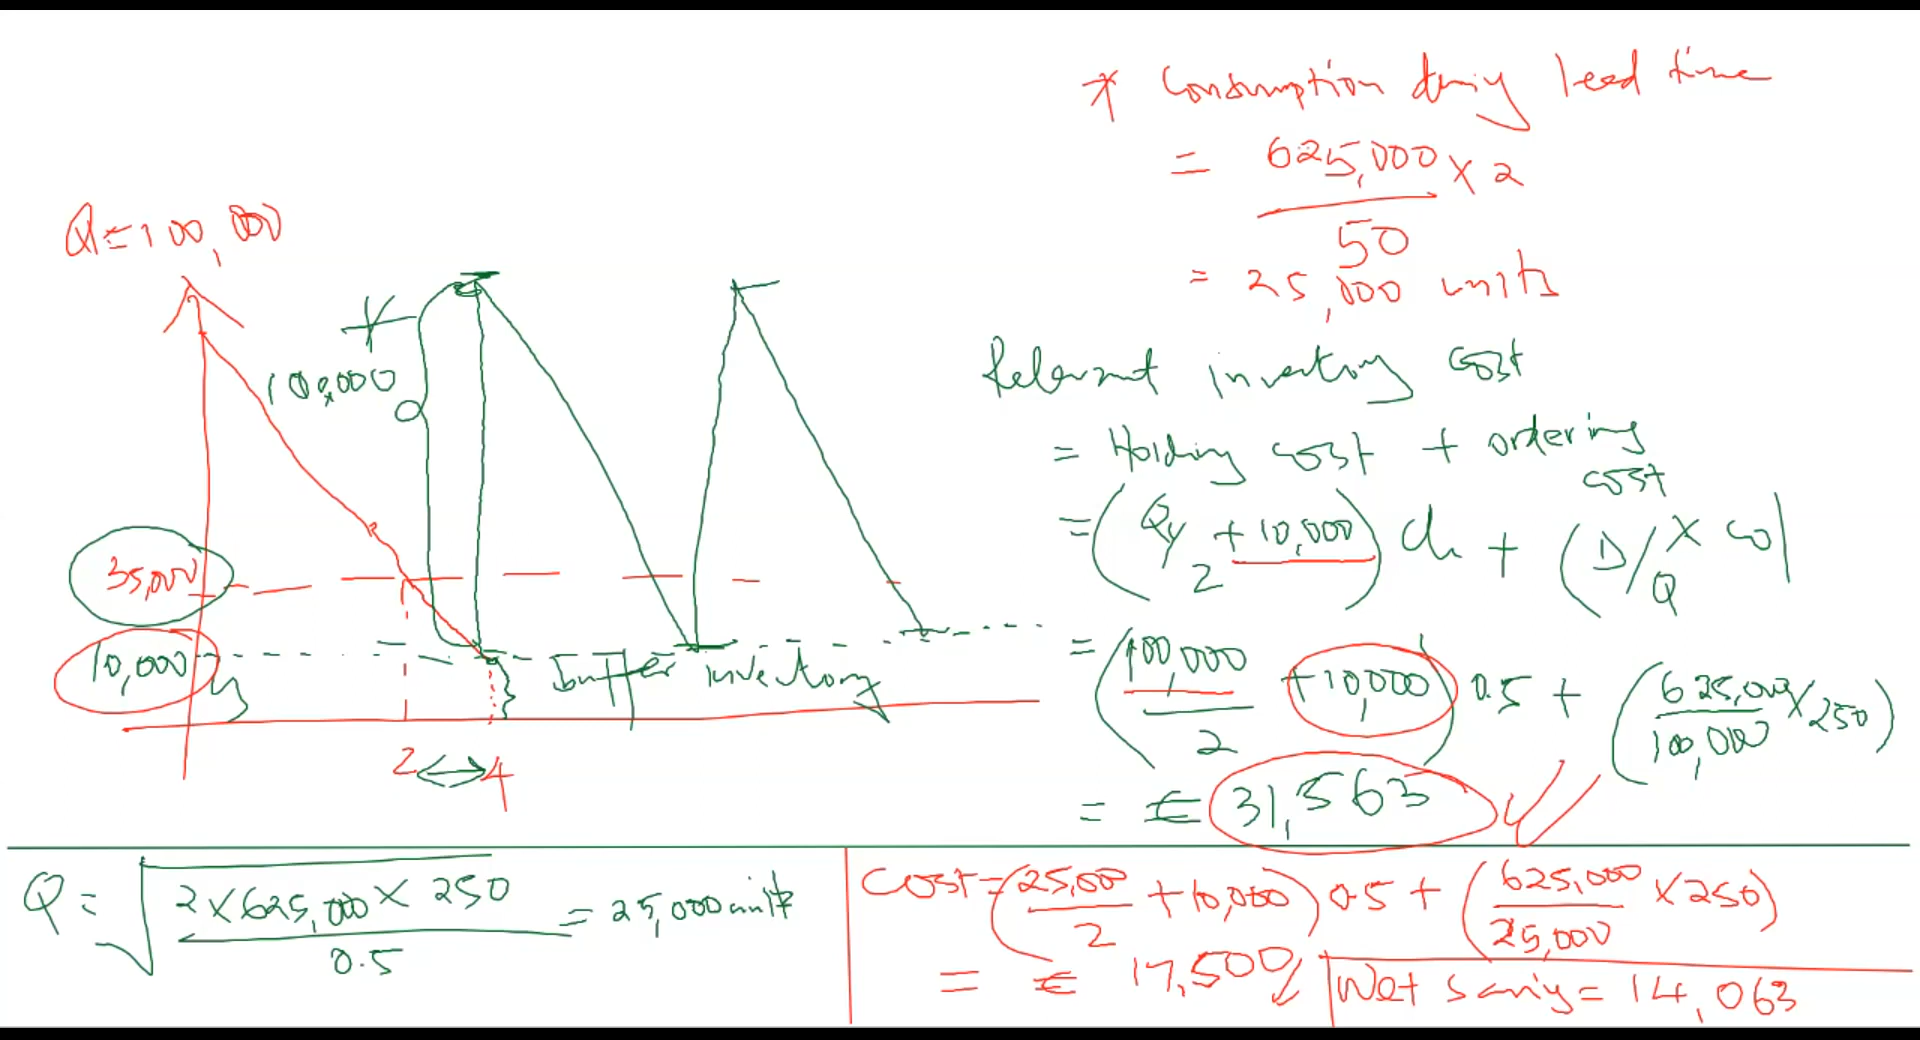 Q = 100,000
100,000
35,000
10,000
buffer inventory
2 4
* Consumption during lead time
= 625,000 x 2
50
= 25,000 units
Relevant inventory cost
= Holding cost + ordering
cost
= (Q/2 + 10,000) Ch + (D/Q x Co)
= (100,000/2 + 10,000) 0.5 + (625,000/100,000 x 250)
= € 31,563
Q = √ 2 x 625,000 x 250 / 0.5 = 25,000 units
Cost = (25,000/2 + 10,000) 0.5 + (625,000/25,000 x 250)
= € 17,500
Net saving = 14,063